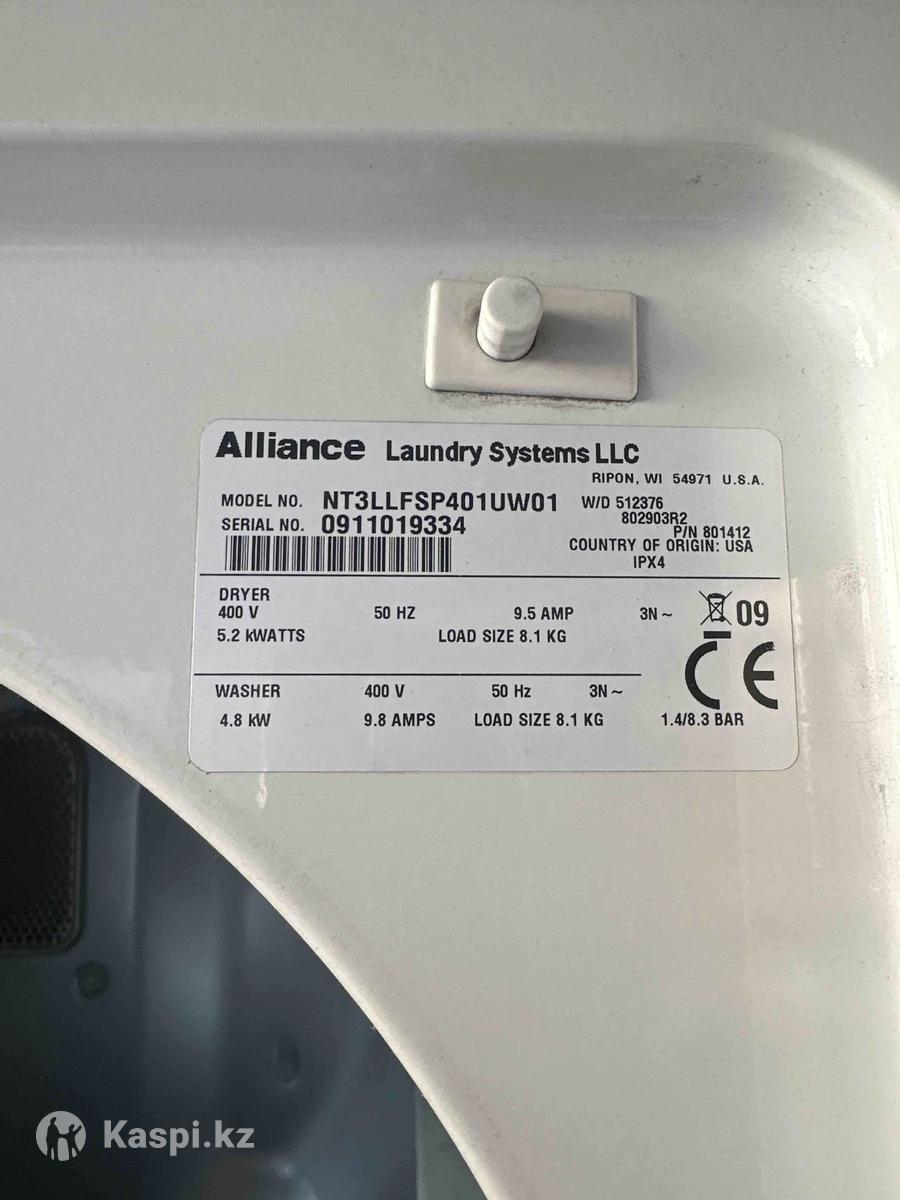 Alliance Laundry Systems LLC
RIPON, WI 54971 U.S.A.
MODEL NO. NT3LLFSP401UW01 W/D 512376
802903R2
SERIAL NO. 0911019334 P/N 801412
COUNTRY OF ORIGIN: USA
IPX4
DRYER
400 V 50 HZ 9.5 AMP 3N~ 09
5.2 kWATTS LOAD SIZE 8.1 KG
CE
WASHER 400 V 50 Hz 3N~
4.8 kW 9.8 AMPS LOAD SIZE 8.1 KG 1.4/8.3 BAR
Kaspi.kz